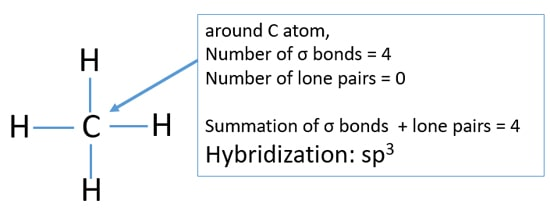 H
H C H
H
around C atom,
Number of σ bonds = 4
Number of lone pairs = 0
Summation of σ bonds + lone pairs = 4
Hybridization: sp³